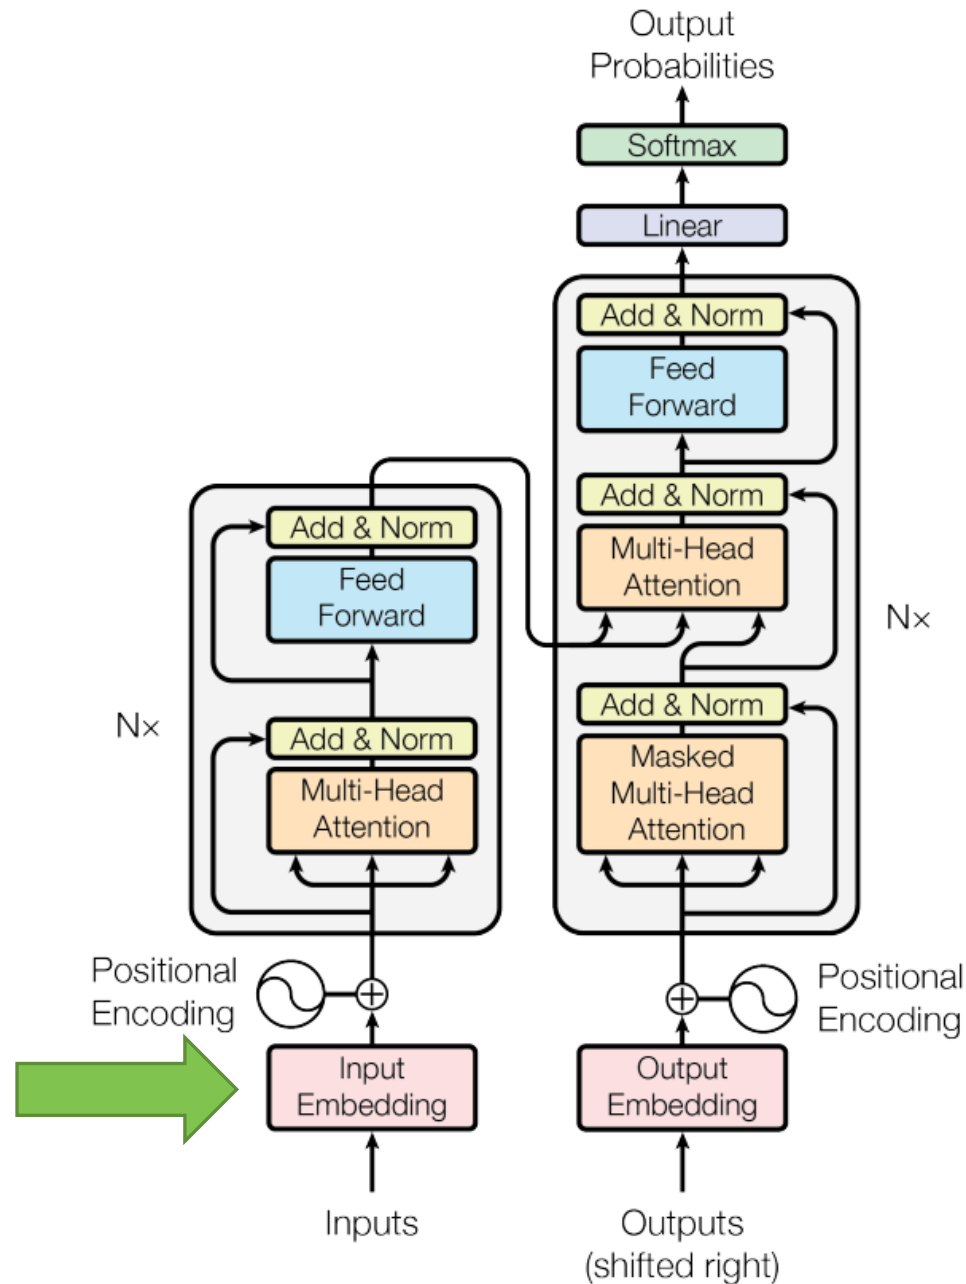 Output
Probabilities
Softmax
Linear
Add & Norm
Feed
Forward
Add & Norm
Multi-Head
Attention
Nx
Add & Norm
Masked
Multi-Head
Attention
Add & Norm
Feed
Forward
Nx
Add & Norm
Multi-Head
Attention
Positional
Encoding
Positional
Encoding
Input
Embedding
Output
Embedding
Inputs
Outputs
(shifted right)